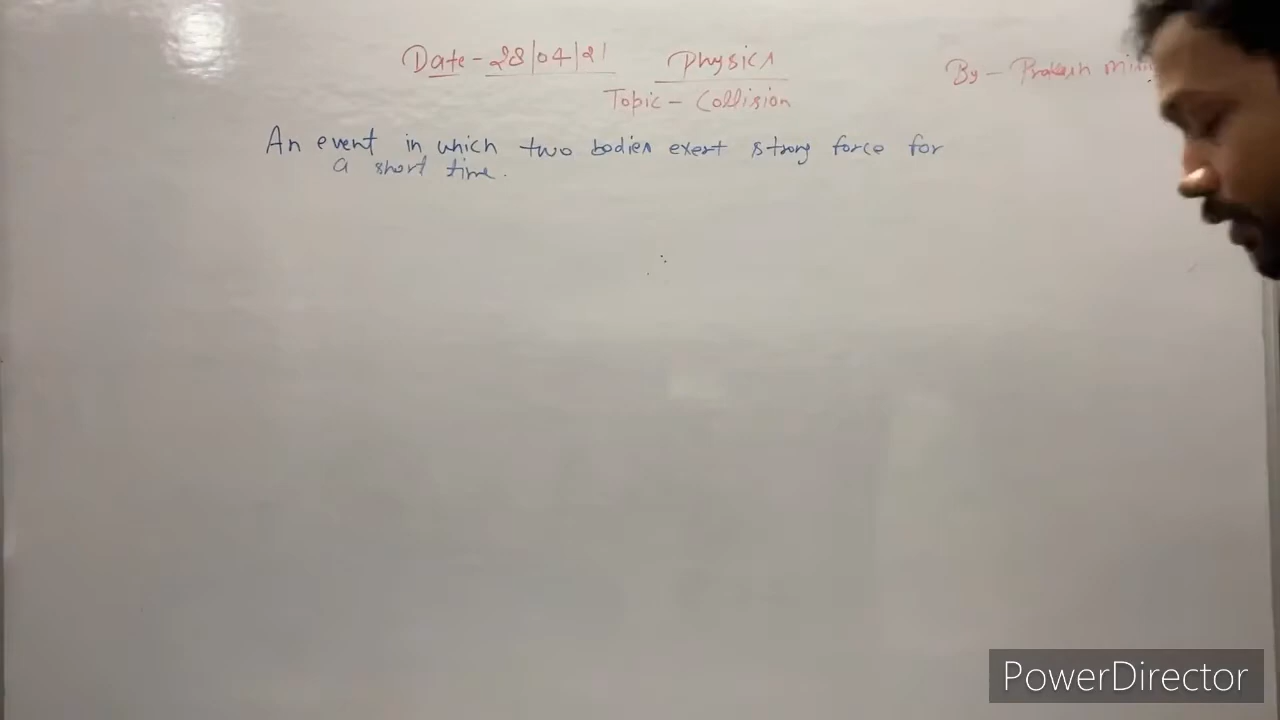 Date - 28/04/21 Physics By - Prakash
Topic - Collision
An event in which two bodies exert strong force for
a short time.
PowerDirector